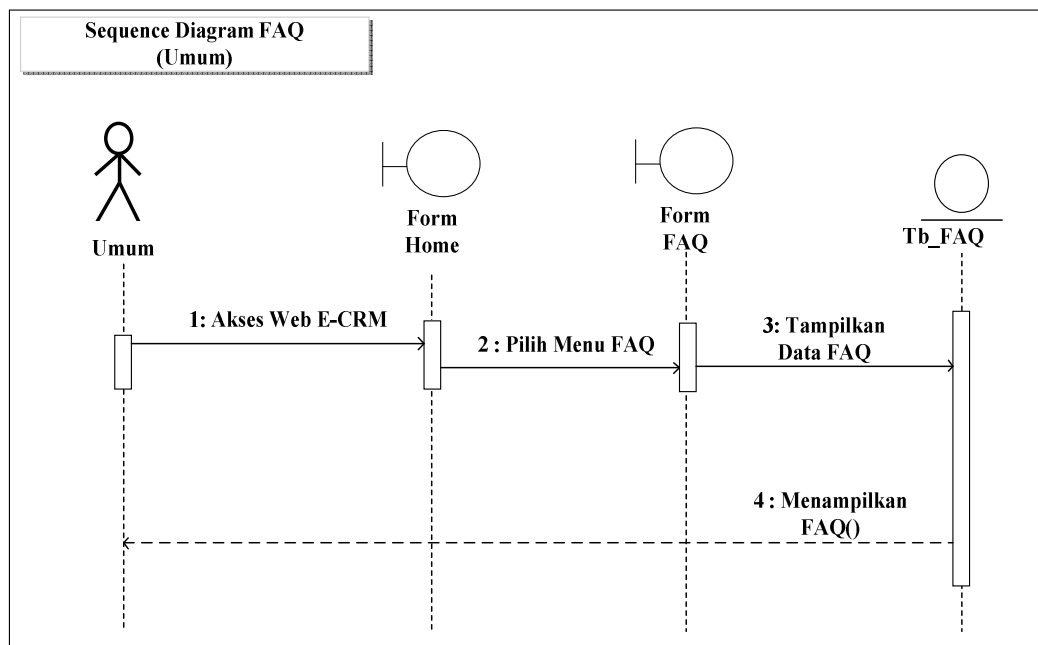 Sequence Diagram FAQ
(Umum)
Umum
Form
Home
Form
FAQ
Tb_FAQ
1: Akses Web E-CRM
2 : Pilih Menu FAQ
3: Tampilkan
Data FAQ
4 : Menampilkan
FAQ()